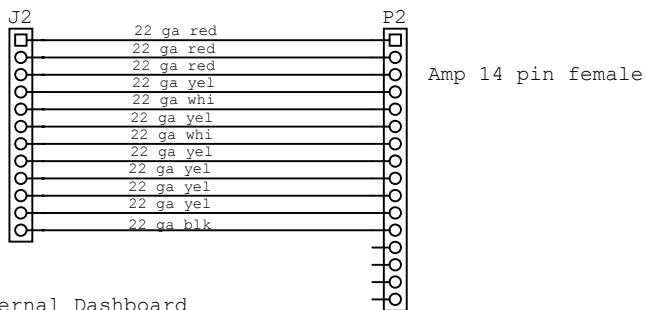 J2
P2
22 ga red
22 ga red
22 ga red
22 ga yel
22 ga whi
22 ga yel
22 ga whi
22 ga yel
22 ga yel
22 ga yel
22 ga yel
22 ga blk
Amp 14 pin female
Dashboard